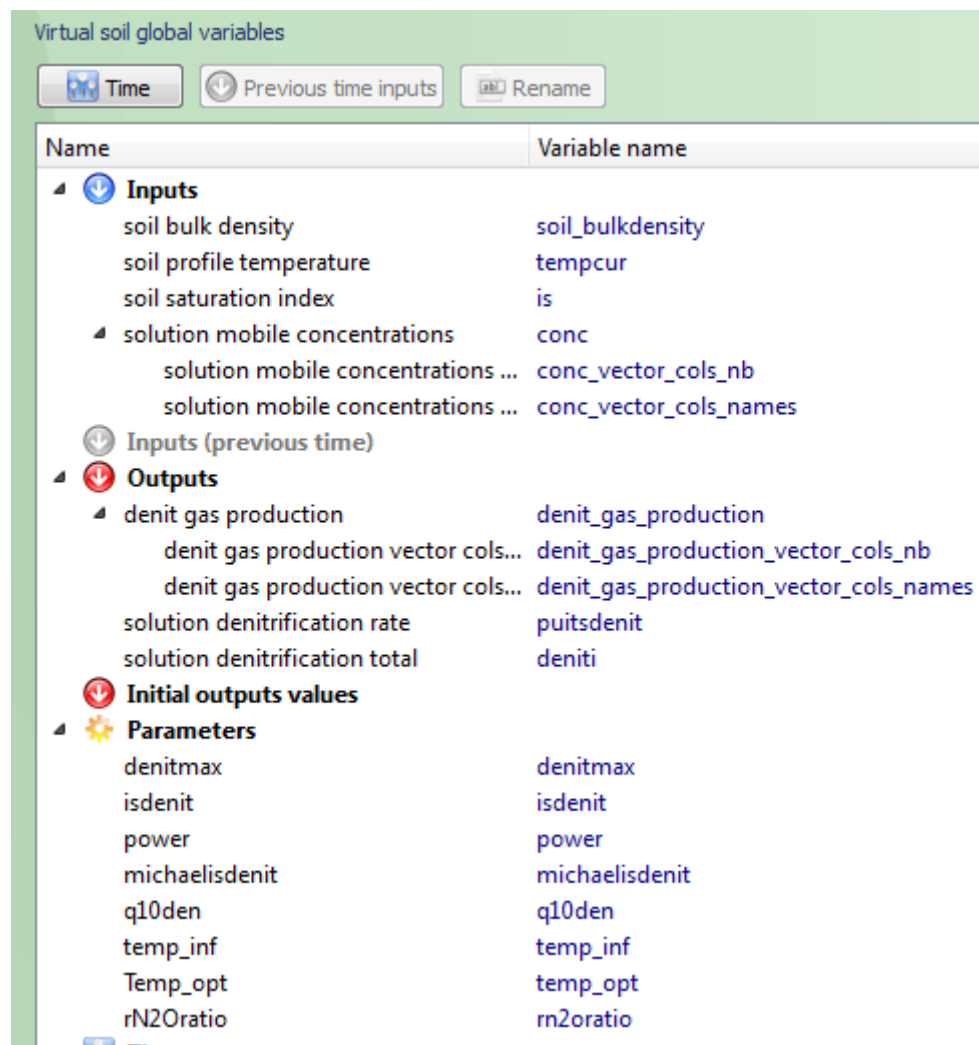 Virtual soil global variables
Time Previous time inputs Rename
Name Variable name
Inputs
soil bulk density soil_bulkdensity
soil profile temperature tempcur
soil saturation index is
solution mobile concentrations conc
solution mobile concentrations ... conc_vector_cols_nb
solution mobile concentrations ... conc_vector_cols_names
Inputs (previous time)
Outputs
denit gas production denit_gas_production
denit gas production vector cols... denit_gas_production_vector_cols_nb
denit gas production vector cols... denit_gas_production_vector_cols_names
solution denitrification rate puitsdenit
solution denitrification total deniti
Initial outputs values
Parameters
denitmax denitmax
isdenit isdenit
power power
michaelisdenit michaelisdenit
q10den q10den
temp_inf temp_inf
Temp_opt temp_opt
rN2Oratio rn2oratio